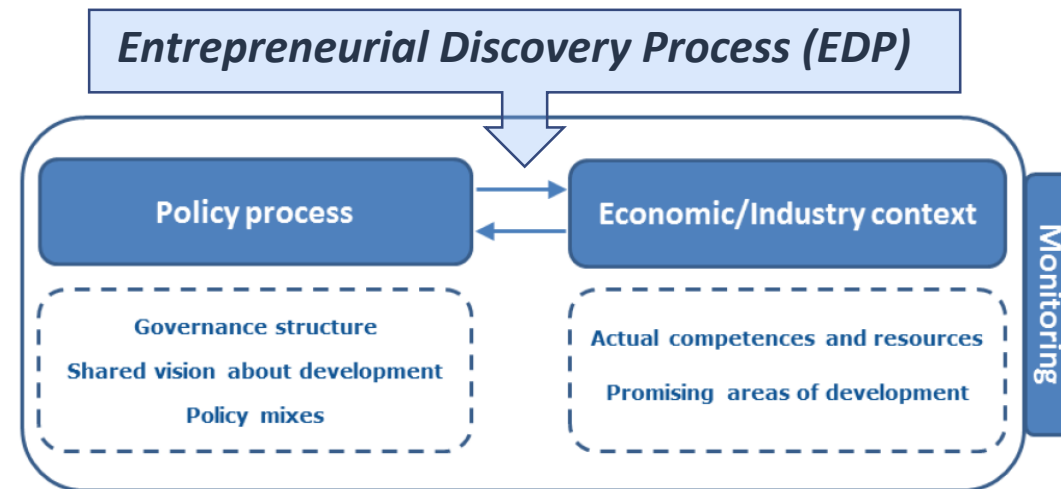 Entrepreneurial Discovery Process (EDP)
Policy process
Economic/Industry context
Governance structure
Shared vision about development
Policy mixes
Actual competences and resources
Promising areas of development
Monitoring